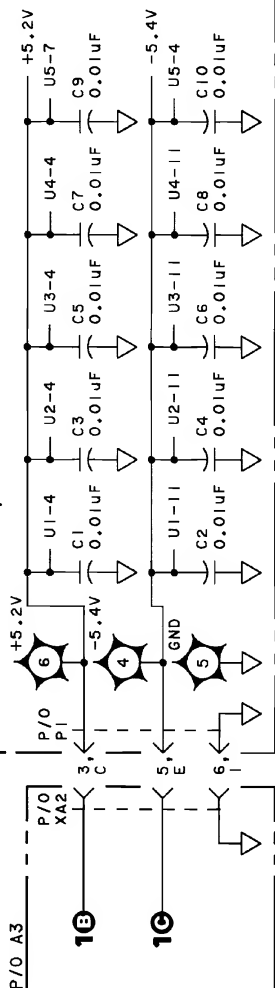 P/O A3
P/O
XA2
P/O
P1
1B
3,
C
6
+5.2V
+5.2V
U1-4
C1
0.01uF
U2-4
C3
0.01uF
U3-4
C5
0.01uF
U4-4
C7
0.01uF
U5-7
C9
0.01uF
1C
5,
E
4
-5.4V
-5.4V
U1-11
C2
0.01uF
U2-11
C4
0.01uF
U3-11
C6
0.01uF
U4-11
C8
0.01uF
U5-4
C10
0.01uF
6,
5
GND